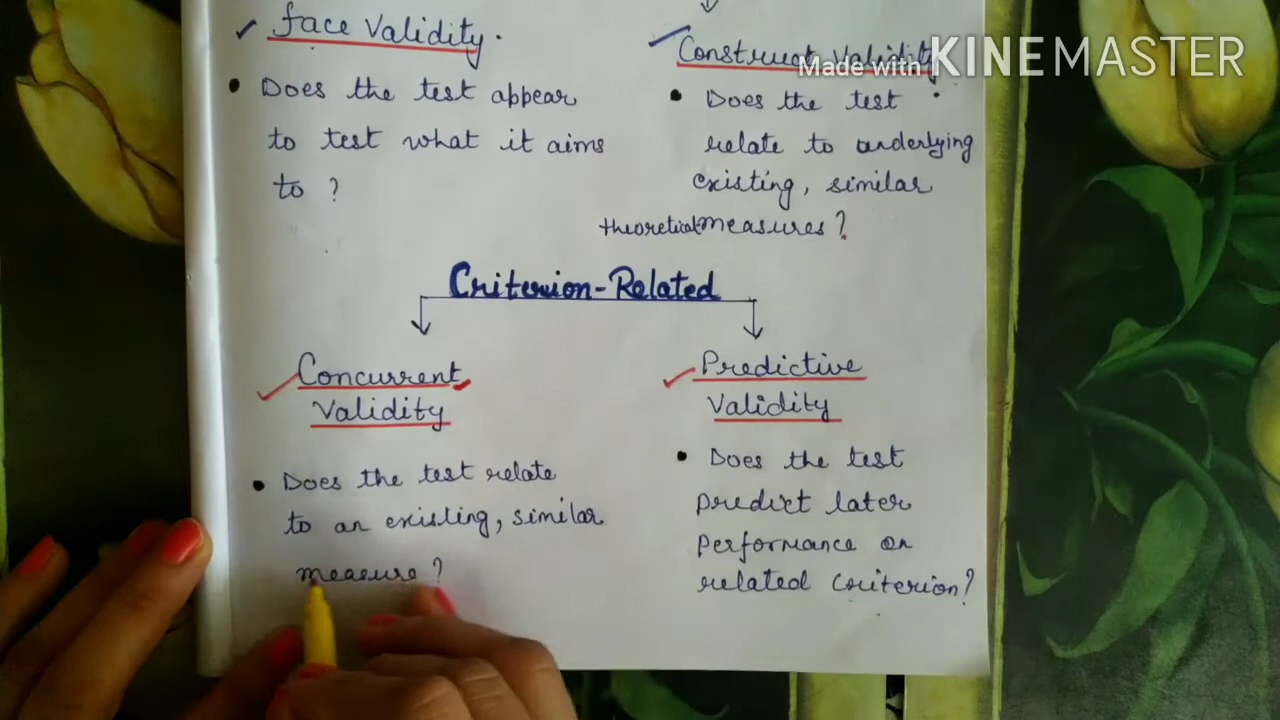 Face Validity.
Does the test appear
to test what it aims
to ?
Construct Validity
Made with KINEMASTER
Does the test
relate to underlying
existing, similar
theoretical measures?
Criterion-Related
Concurrent
Validity
Does the test relate
to an existing, similar
measure?
Predictive
Validity
Does the test
predict later
performance on
related criterion?